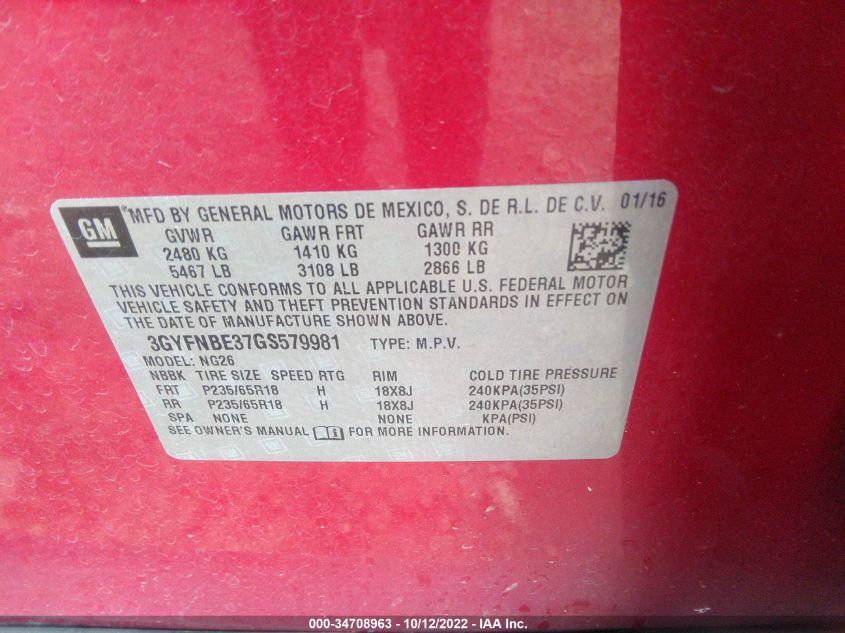 GM
® MFD BY GENERAL MOTORS DE MEXICO, S. DE R.L. DE C.V. 01/16
GVWR GAWR FRT GAWR RR
2480 KG 1410 KG 1300 KG
5467 LB 3108 LB 2866 LB
THIS VEHICLE CONFORMS TO ALL APPLICABLE U.S. FEDERAL MOTOR
VEHICLE SAFETY AND THEFT PREVENTION STANDARDS IN EFFECT ON
THE DATE OF MANUFACTURE SHOWN ABOVE.
3GYFNBE37GS579981 TYPE: M.P.V.
MODEL: NG26
NBBK TIRE SIZE SPEED RTG RIM COLD TIRE PRESSURE
FRT P235/65R18 H 18X8J 240KPA(35PSI)
RR P235/65R18 H 18X8J 240KPA(35PSI)
SPA NONE NONE KPA(PSI)
SEE OWNER'S MANUAL FOR MORE INFORMATION.
000-34708963 - 10/12/2022 - IAA Inc.